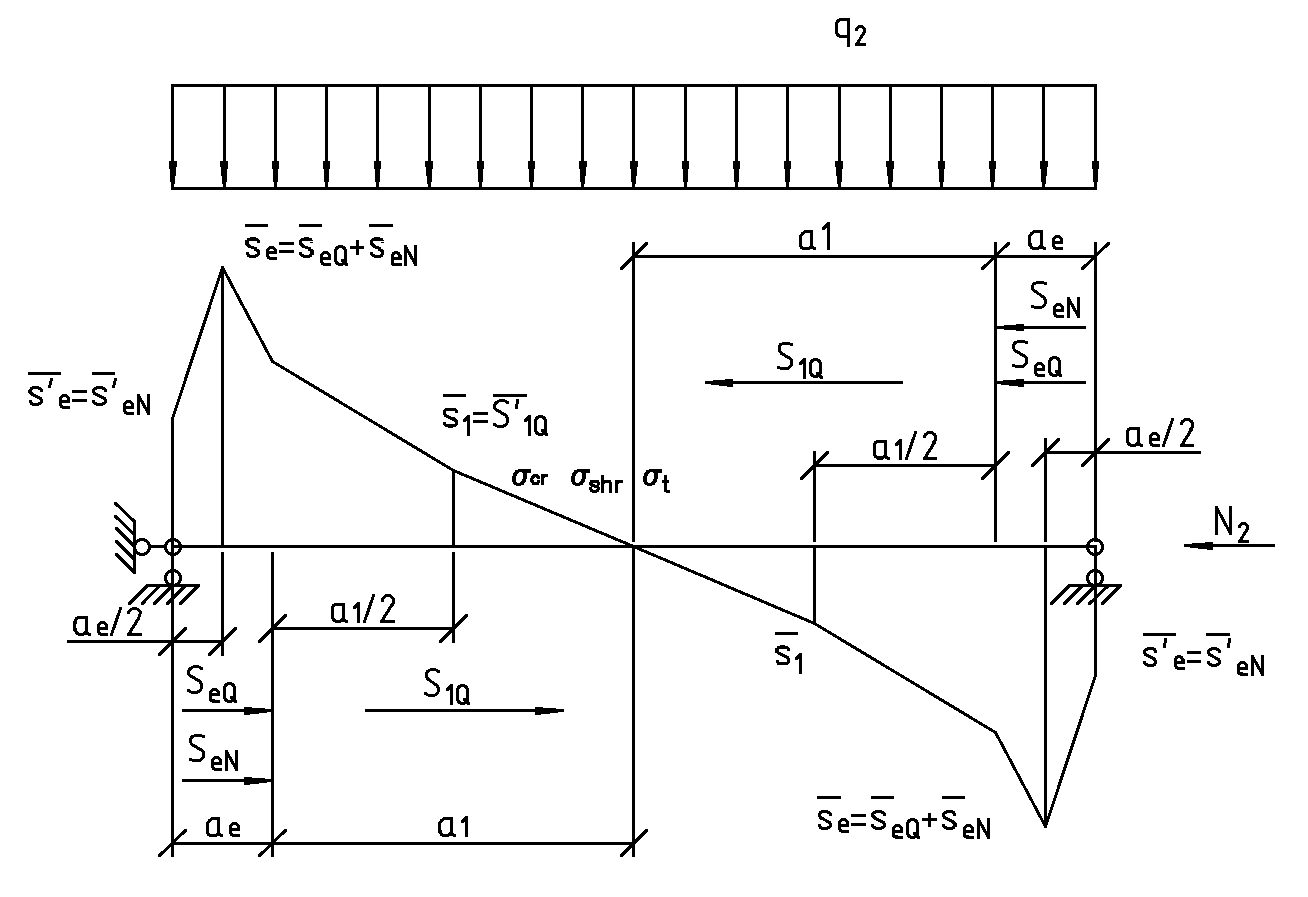 q₂
s̅e=s̅eQ+s̅eN
a1
ae
SeN
S1Q
SeQ
s̅'e=s̅'eN
s̅1=S̅'1Q
ae/2
a1/2
σcr σshr σt
N₂
ae/2
a1/2
s̅1
s̅'e=s̅'eN
SeQ
S1Q
SeN
s̅e=s̅eQ+s̅eN
ae
a1